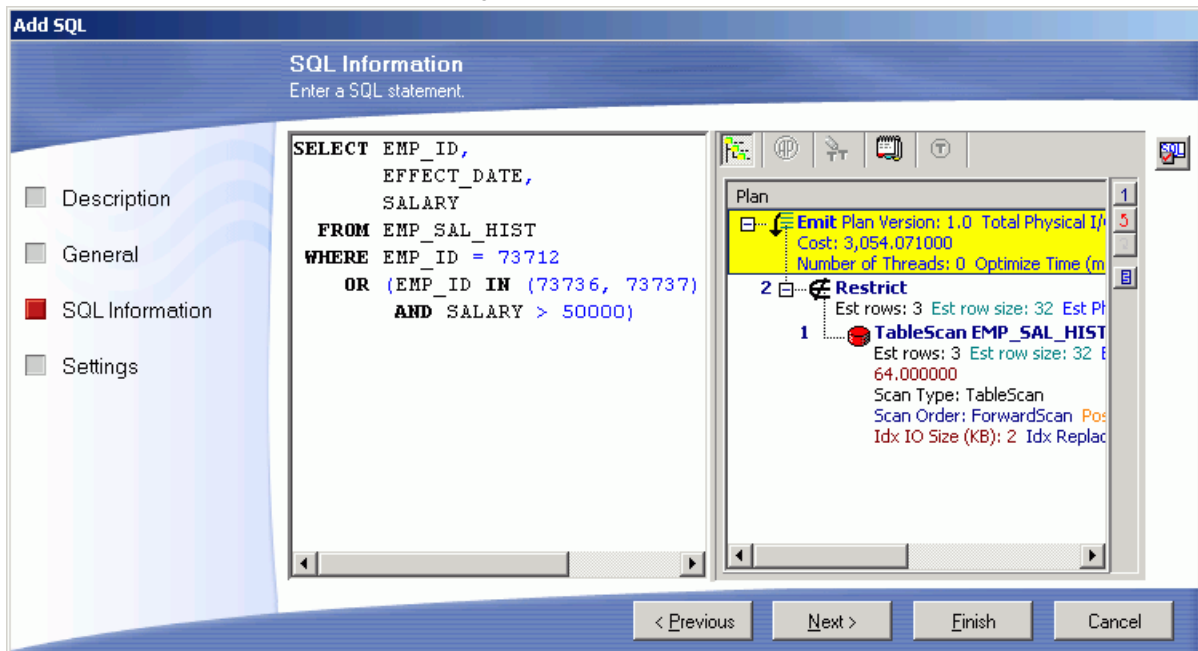 Add SQL
SQL Information
Enter a SQL statement.
Description
General
SQL Information
Settings
SELECT EMP_ID,
EFFECT_DATE,
SALARY
FROM EMP_SAL_HIST
WHERE EMP_ID = 73712
OR (EMP_ID IN (73736, 73737)
AND SALARY > 50000)
SQL
Plan
Emit Plan Version: 1.0 Total Physical I/
Cost: 3,054.071000
Number of Threads: 0 Optimize Time (m
2 Restrict
Est rows: 3 Est row size: 32 Est Ph
1 TableScan EMP_SAL_HIST
Est rows: 3 Est row size: 32
64.000000
Scan Type: TableScan
Scan Order: ForwardScan Pos
Idx IO Size (KB): 2 Idx Replac
1
5
< Previous
Next >
Finish
Cancel